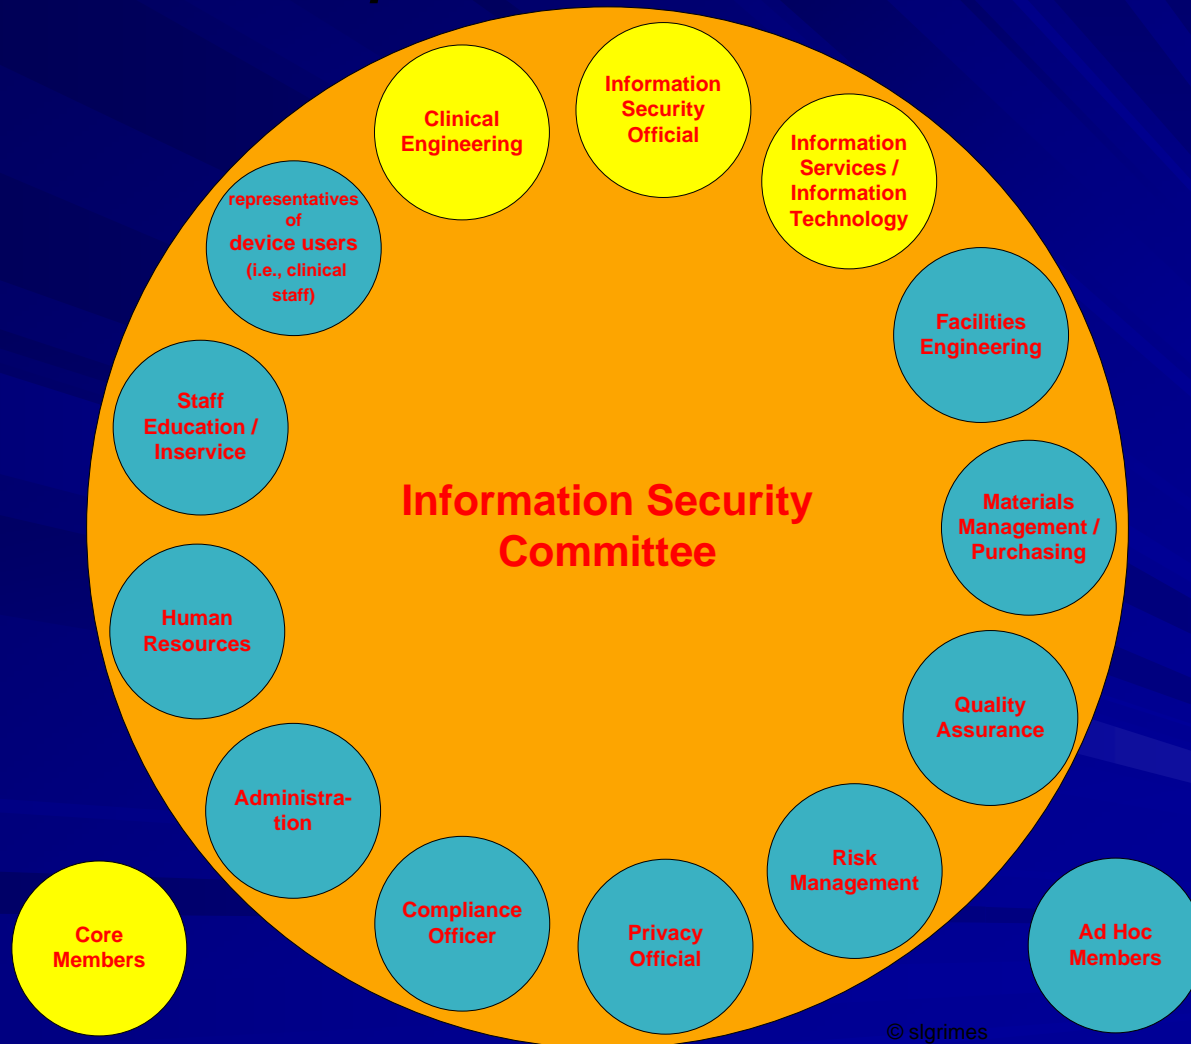 Information
Security
Official
Clinical
Engineering
Information
Services /
Information
Technology
representatives
of
device users
(i.e., clinical
staff)
Facilities
Engineering
Staff
Education /
Inservice
Information Security
Committee
Materials
Management /
Purchasing
Human
Resources
Quality
Assurance
Administra-
tion
Risk
Management
Compliance
Officer
Privacy
Official
Core
Members
Ad Hoc
Members
© slgrimes